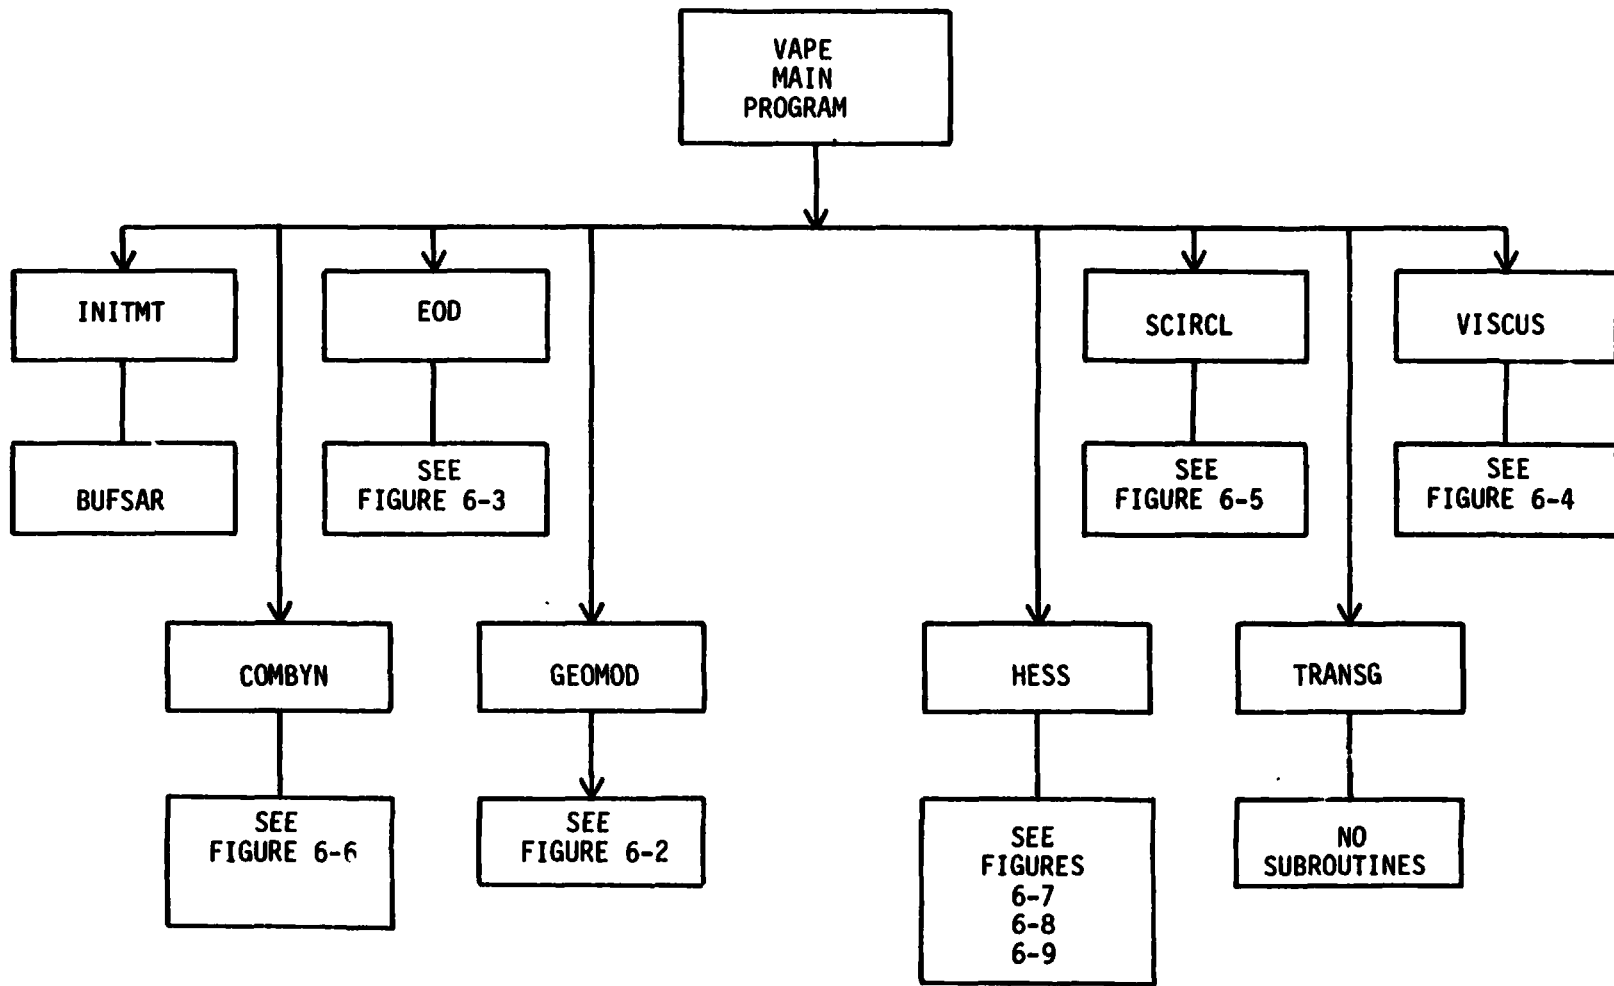 VAPE
MAIN
PROGRAM
INITMT
EOD
SCIRCL
VISCUS
BUFSAR
SEE
FIGURE 6-3
SEE
FIGURE 6-5
SEE
FIGURE 6-4
COMBYN
GEOMOD
HESS
TRANSG
SEE
FIGURE 6-6
SEE
FIGURE 6-2
SEE
FIGURES
6-7
6-8
6-9
NO
SUBROUTINES